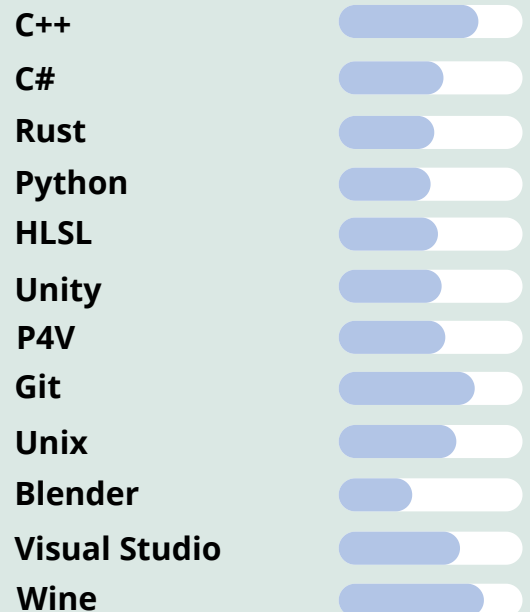 C++
C#
Rust
Python
HLSL
Unity
P4V
Git
Unix
Blender
Visual Studio
Wine